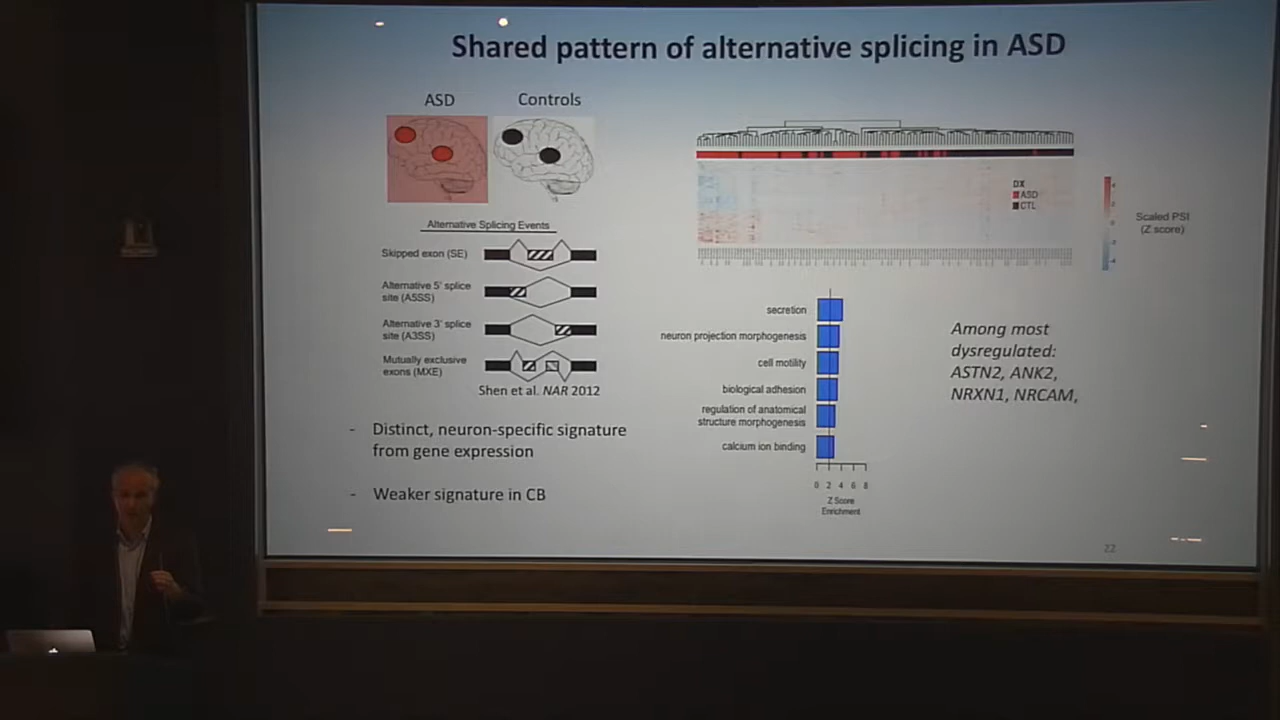 Shared pattern of alternative splicing in ASD
ASD
Controls
Alternative Splicing Events
Skipped exon (SE)
Alternative 5' splice
site (A5SS)
Alternative 3' splice
site (A3SS)
Mutually exclusive
exons (MXE)
Shen et al. NAR 2012
- Distinct, neuron-specific signature
from gene expression
- Weaker signature in CB
DX
ASD
CTL
Scaled PSI
(Z score)
secretion
neuron projection morphogenesis
cell motility
biological adhesion
regulation of anatomical
structure morphogenesis
calcium ion binding
0 2 4 6 8
Z Score
Enrichment
Among most
dysregulated:
ASTN2, ANK2,
NRXN1, NRCAM,
22